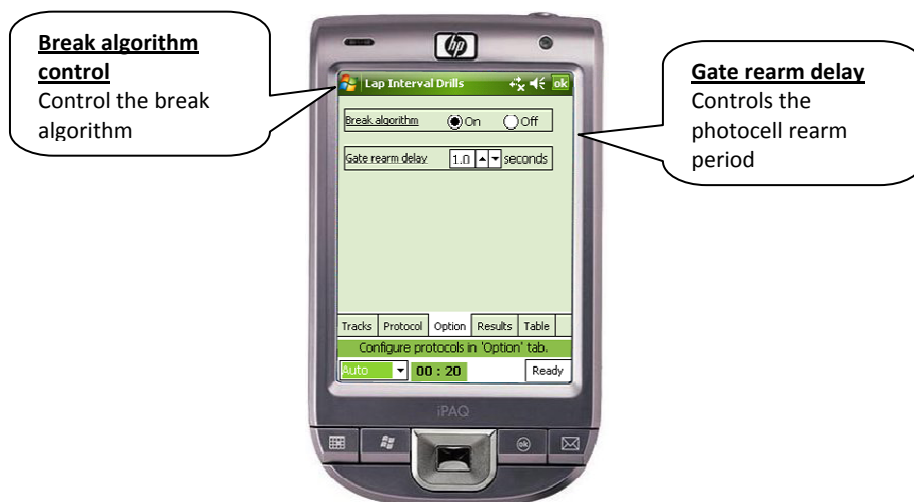 Break algorithm
control
Control the break
algorithm
Gate rearm delay
Controls the
photocell rearm
period
hp
Lap Interval Drills ok
Break algorithm On Off
Gate rearm delay 1.0 seconds
Tracks Protocol Option Results Table
Configure protocols in 'Option' tab.
Auto 00 : 20 Ready
iPAQ
ok